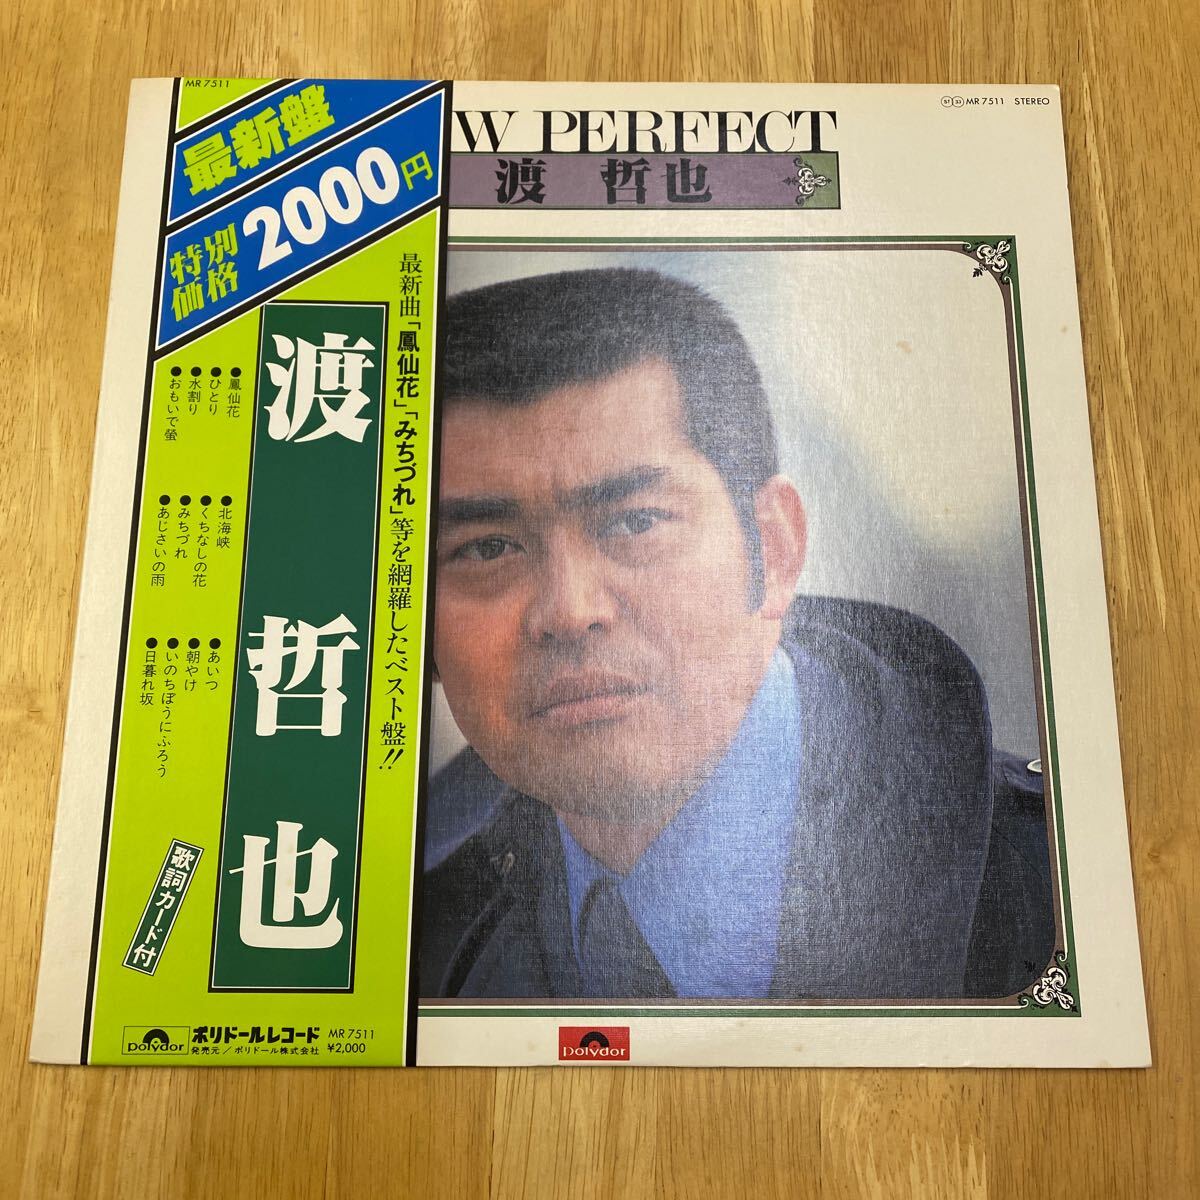 MR 7511
最新盤
特別価格 2000円
最新曲「鳳仙花」「みちづれ」等を網羅したベスト盤!!
渡哲也
●鳳仙花
●ひとり
●水割り
●おもいで螢
●北海峡
●くちなしの花
●みちづれ
●あじさいの雨
●あいつ
●朝やけ
●いのちぼうにふろう
●日暮れ坂
歌詞カード付
polydor
ポリドールレコード MR 7511
発売元/ポリドール株式会社 ¥2,000
ST 33 MR 7511 STEREO
W PERFECT
渡 哲也
polydor